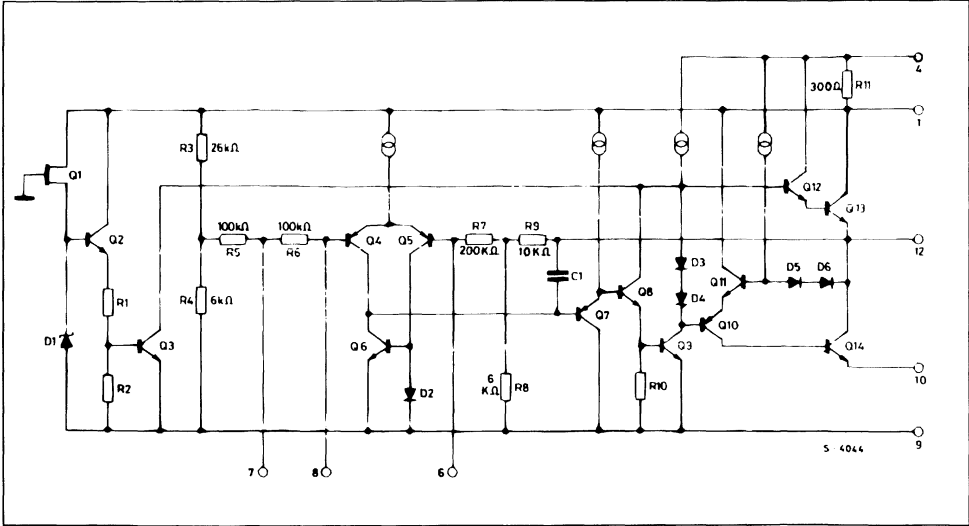 4
300Ω R11
1
R3 26kΩ
Q1
Q12
Q13
100kΩ 100kΩ R7 R9
Q2 R5 R6 Q4 Q5 200KΩ 10KΩ
12
D3
C1 Q8 D5 D6
Q11
R1 R4 6kΩ Q7 D4
Q10
D1 Q3 Q6 Q3 Q14
R2 D2 6 KΩ R8 R10
10
9
S-4044
7 8 6